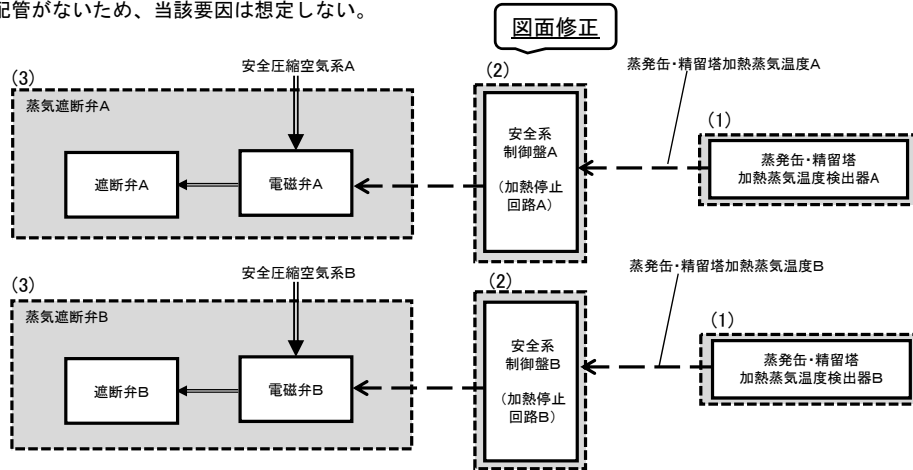 配管がないため、当該要因は想定しない。
図面修正
(3)
安全圧縮空気系A
(2)
蒸発缶・精留塔加熱蒸気温度A
蒸気遮断弁A
(1)
遮断弁A
電磁弁A
安全系
制御盤A
(加熱停止
回路A)
蒸発缶・精留塔
加熱蒸気温度検出器A
(3)
安全圧縮空気系B
(2)
蒸発缶・精留塔加熱蒸気温度B
蒸気遮断弁B
(1)
遮断弁B
電磁弁B
安全系
制御盤B
(加熱停止
回路B)
蒸発缶・精留塔
加熱蒸気温度検出器B